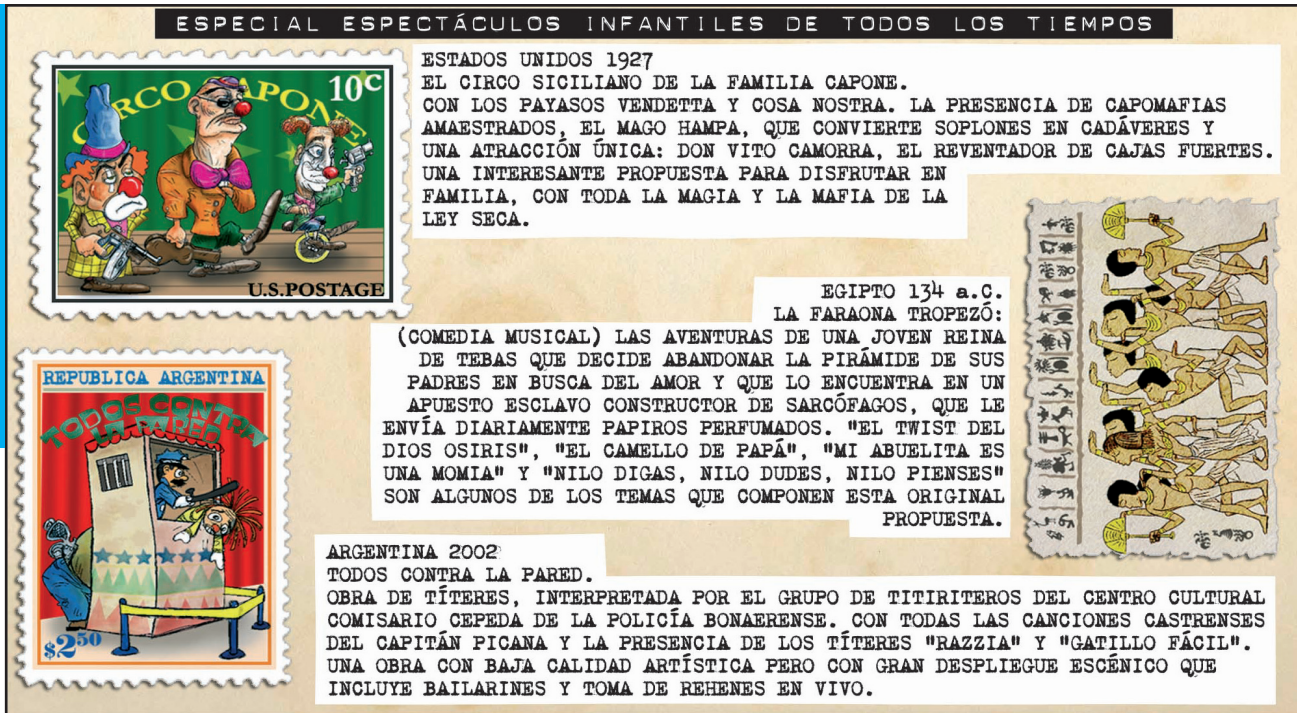 ESPECIAL ESPECTÁCULOS INFANTILES DE TODOS LOS TIEMPOS
CIRCO CAPONE
10c
U.S.POSTAGE
ESTADOS UNIDOS 1927
EL CIRCO SICILIANO DE LA FAMILIA CAPONE.
CON LOS PAYASOS VENDETTA Y COSA NOSTRA. LA PRESENCIA DE CAPOMAFIAS
AMAESTRADOS, EL MAGO HAMPA, QUE CONVIERTE SOPLONES EN CADÁVERES Y
UNA ATRACCIÓN ÚNICA: DON VITO CAMORRA, EL REVENTADOR DE CAJAS FUERTES.
UNA INTERESANTE PROPUESTA PARA DISFRUTAR EN
FAMILIA, CON TODA LA MAGIA Y LA MAFIA DE LA
LEY SECA.
EGIPTO 134 a.C.
LA FARAONA TROPEZÓ:
(COMEDIA MUSICAL) LAS AVENTURAS DE UNA JOVEN REINA
DE TEBAS QUE DECIDE ABANDONAR LA PIRÁMIDE DE SUS
PADRES EN BUSCA DEL AMOR Y QUE LO ENCUENTRA EN UN
APUESTO ESCLAVO CONSTRUCTOR DE SARCÓFAGOS, QUE LE
ENVÍA DIARIAMENTE PAPIROS PERFUMADOS. "EL TWIST DEL
DIOS OSIRIS", "EL CAMELLO DE PAPÁ", "MI ABUELITA ES
UNA MOMIA" Y "NILO DIGAS, NILO DUDES, NILO PIENSES"
SON ALGUNOS DE LOS TEMAS QUE COMPONEN ESTA ORIGINAL
PROPUESTA.
REPUBLICA ARGENTINA
TODOS CONTRA
LA PARED
$250
ARGENTINA 2002
TODOS CONTRA LA PARED.
OBRA DE TÍTERES, INTERPRETADA POR EL GRUPO DE TITIRITEROS DEL CENTRO CULTURAL
COMISARIO CEPEDA DE LA POLICÍA BONAERENSE. CON TODAS LAS CANCIONES CASTRENSES
DEL CAPITÁN PICANA Y LA PRESENCIA DE LOS TÍTERES "RAZZIA" Y "GATILLO FÁCIL".
UNA OBRA CON BAJA CALIDAD ARTÍSTICA PERO CON GRAN DESPLIEGUE ESCÉNICO QUE
INCLUYE BAILARINES Y TOMA DE REHENES EN VIVO.